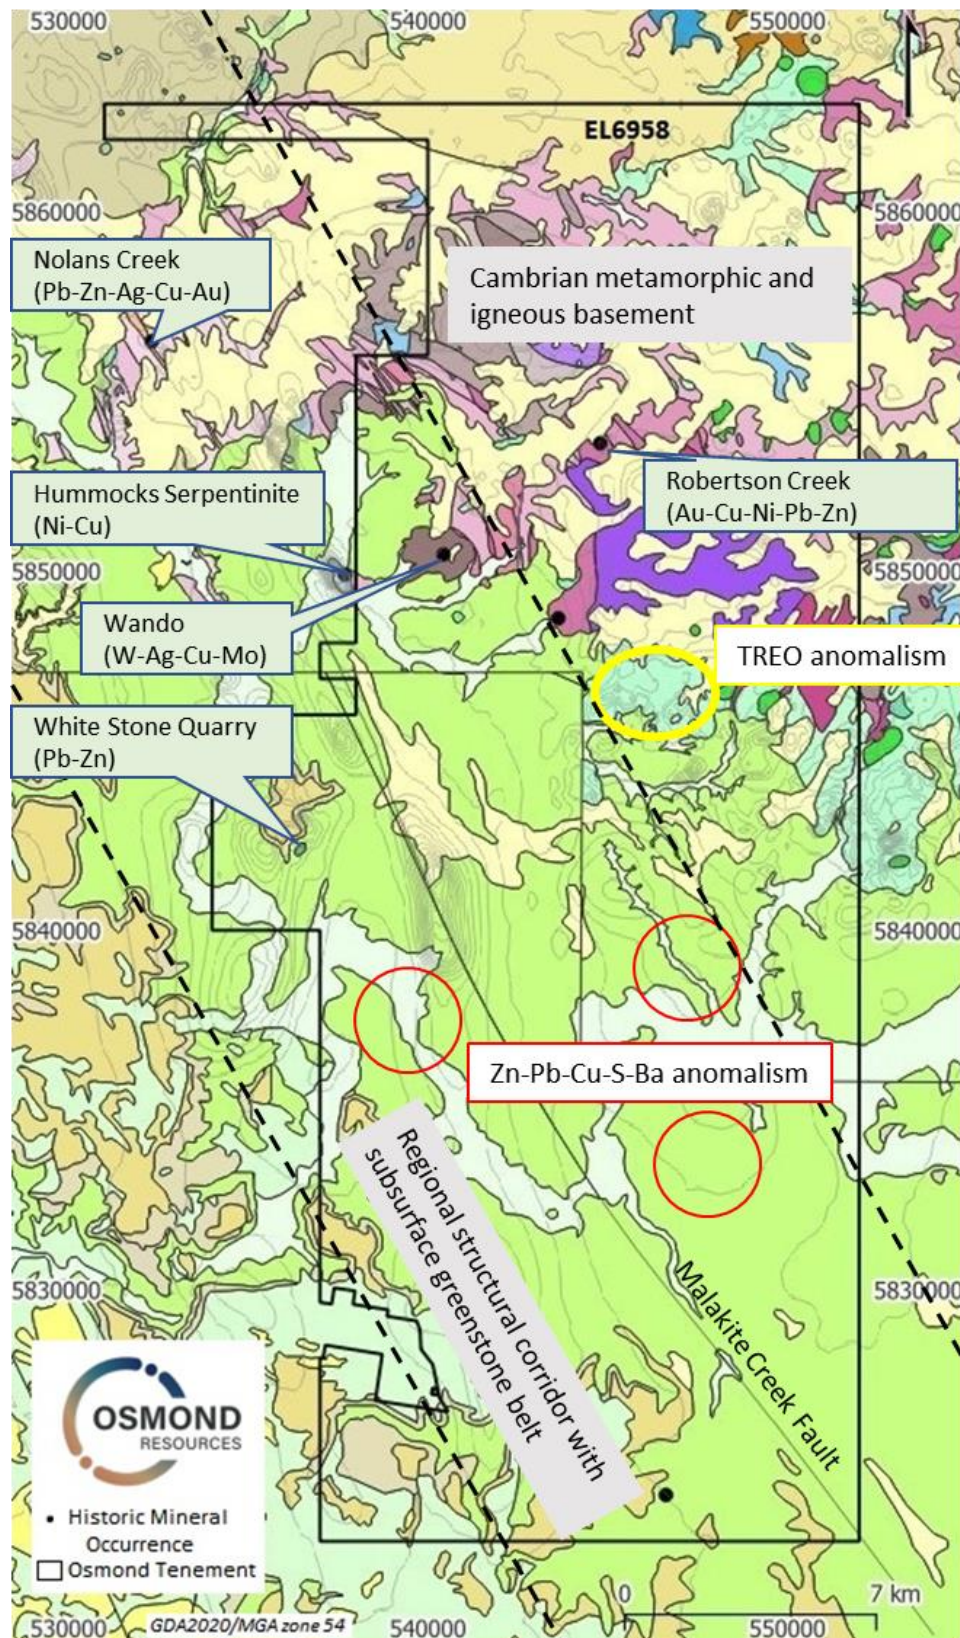 530000
540000
550000
EL6958
5860000
5860000
Nolans Creek
(Pb-Zn-Ag-Cu-Au)
Cambrian metamorphic and
igneous basement
Hummocks Serpentinite
(Ni-Cu)
Robertson Creek
(Au-Cu-Ni-Pb-Zn)
5850000
5850000
Wando
(W-Ag-Cu-Mo)
TREO anomalism
White Stone Quarry
(Pb-Zn)
5840000
5840000
Zn-Pb-Cu-S-Ba anomalism
Regional structural corridor with
subsurface greenstone belt
Malakite Creek Fault
5830000
5830000
OSMOND
RESOURCES
Historic Mineral
Occurrence
Osmond Tenement
0
7 km
530000
GDA2020/MGA zone 54
540000
550000